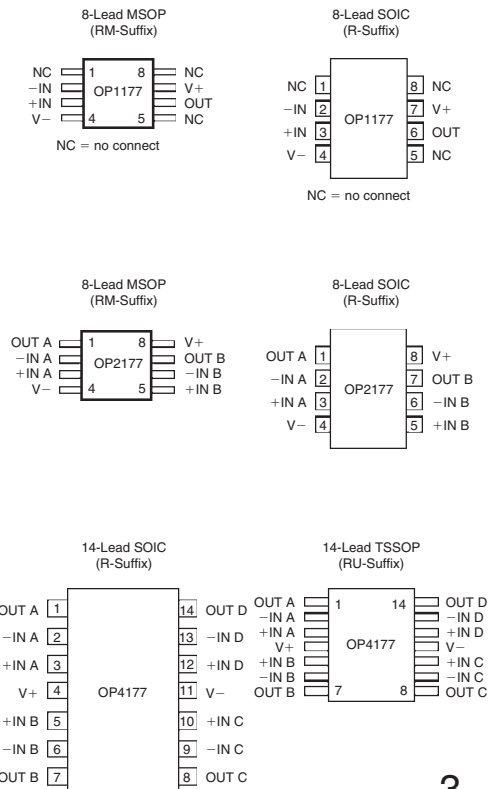 8-Lead MSOP
(RM-Suffix)
NC 1 8 NC
−IN OP1177 V+
+IN OUT
V− 4 5 NC
NC = no connect
8-Lead SOIC
(R-Suffix)
NC 1 8 NC
−IN 2 7 V+
OP1177
+IN 3 6 OUT
V− 4 5 NC
NC = no connect
8-Lead MSOP
(RM-Suffix)
OUT A 1 8 V+
−IN A OP2177 OUT B
+IN A −IN B
V− 4 5 +IN B
8-Lead SOIC
(R-Suffix)
OUT A 1 8 V+
−IN A 2 7 OUT B
OP2177
+IN A 3 6 −IN B
V− 4 5 +IN B
14-Lead SOIC
(R-Suffix)
OUT A 1 14 OUT D
−IN A 2 13 −IN D
+IN A 3 12 +IN D
V+ 4 OP4177 11 V−
+IN B 5 10 +IN C
−IN B 6 9 −IN C
OUT B 7 8 OUT C
14-Lead TSSOP
(RU-Suffix)
OUT A 1 14 OUT D
−IN A −IN D
+IN A +IN D
V+ OP4177 V−
+IN B +IN C
−IN B −IN C
OUT B 7 8 OUT C